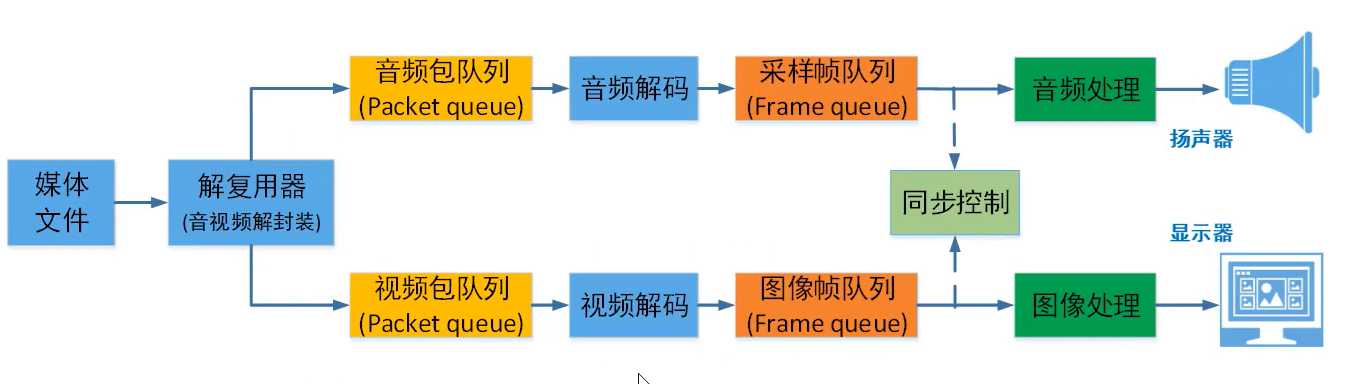 音频包队列
(Packet queue)
音频解码
采样帧队列
(Frame queue)
音频处理
扬声器
媒体
文件
解复用器
(音视频解封装)
同步控制
显示器
视频包队列
(Packet queue)
视频解码
图像帧队列
(Frame queue)
图像处理